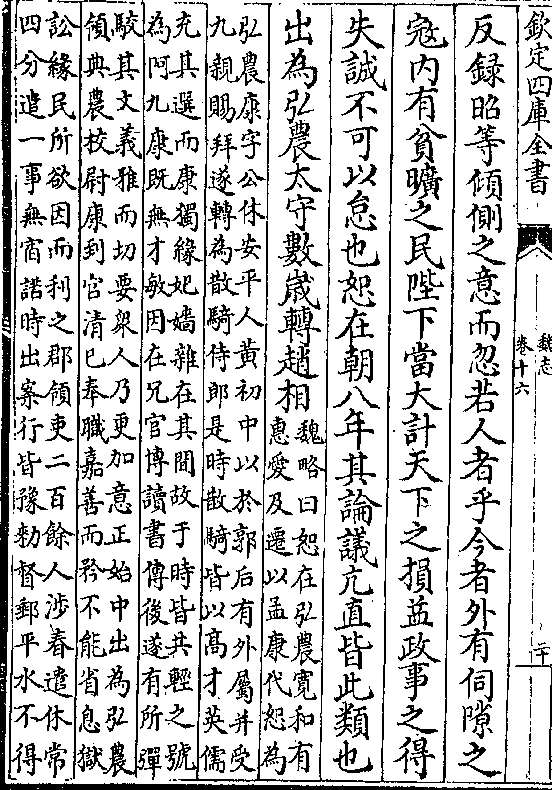 欽定四庫全書
魏志
卷十六
二十
反録昭等傾側之意而忽若人者乎今者外有伺隙之
寇内有貧曠之民陛下當大計天下之損益政事之得
失誠不可以怠也恕在朝八年其論議亢直皆此類也
出為弘農太守數歲轉趙相
魏略曰恕在弘農寛和有
惠愛及遷以孟康代恕為
弘農康字公休安平人黄初中以於郭后有外屬并受
九親賜拜遂轉為散騎侍郎是時散騎皆以高才英儒
充其選而康獨緣妃嬙雜在其間故于時皆共輕之號
為阿九康既無才敏因在冗官博讀書傳後遂有所彈
駮其文義雅而切要衆人乃更加意正始中出為弘農
領典農校尉康到官清已奉職嘉善而矜不能省息獄
訟緣民所欲因而利之郡領吏二百餘人涉春遣休常
四分遣一事無宿諾時出案行皆豫勅督郵平水不得